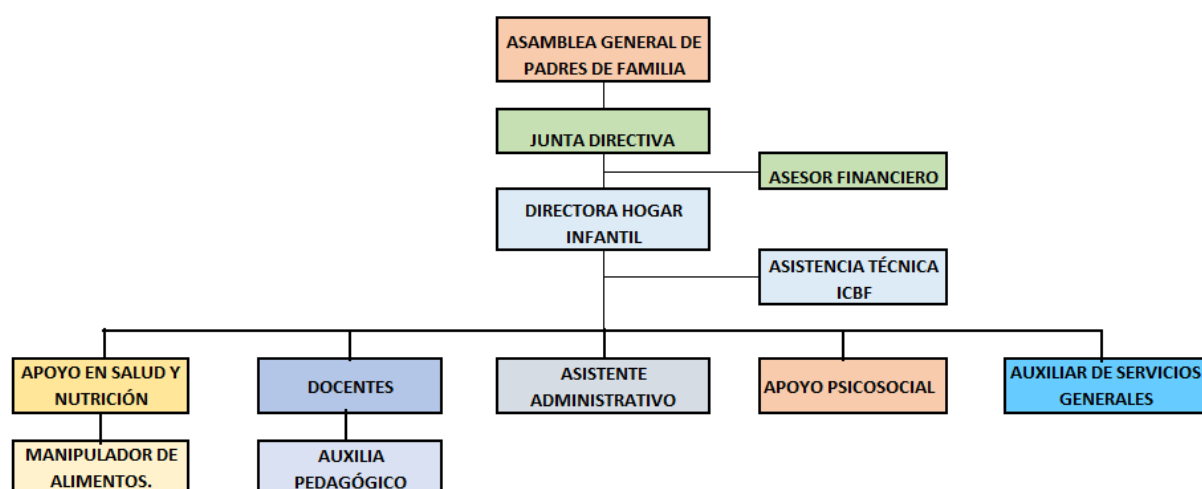 ASAMBLEA GENERAL DE
PADRES DE FAMILIA
JUNTA DIRECTIVA
ASESOR FINANCIERO
DIRECTORA HOGAR
INFANTIL
ASISTENCIA TÉCNICA
ICBF
APOYO EN SALUD Y
NUTRICIÓN
DOCENTES
ASISTENTE
ADMINISTRATIVO
APOYO PSICOSOCIAL
AUXILIAR DE SERVICIOS
GENERALES
MANIPULADOR DE
ALIMENTOS.
AUXILIA
PEDAGÓGICO